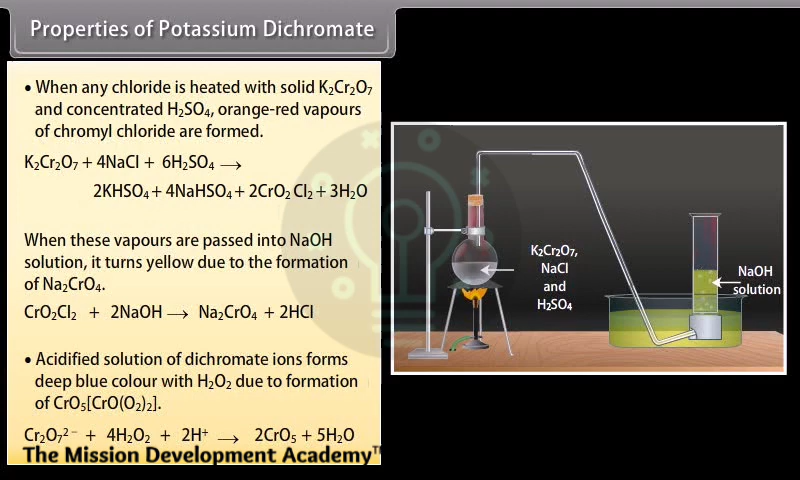 Properties of Potassium Dichromate
• When any chloride is heated with solid K₂Cr₂O₇
and concentrated H₂SO₄, orange-red vapours
of chromyl chloride are formed.
K₂Cr₂O₇ + 4NaCl + 6H₂SO₄ ⟶
2KHSO₄ + 4NaHSO₄ + 2CrO₂ Cl₂ + 3H₂O
When these vapours are passed into NaOH
solution, it turns yellow due to the formation
of Na₂CrO₄.
CrO₂Cl₂ + 2NaOH ⟶ Na₂CrO₄ + 2HCl
• Acidified solution of dichromate ions forms
deep blue colour with H₂O₂ due to formation
of CrO₅[CrO(O₂)₂].
Cr₂O₇²⁻ + 4H₂O₂ + 2H⁺ ⟶ 2CrO₅ + 5H₂O
The Mission Development Academy™
K₂Cr₂O₇,
NaCl
and
H₂SO₄
NaOH
solution